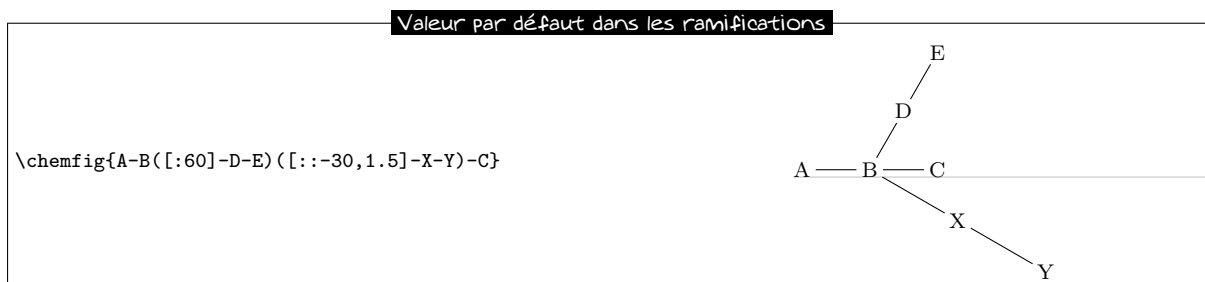 Valeur par défaut dans les ramifications
\chemfig{A-B([:60]-D-E)([::-30,1.5]-X-Y)-C}
E
D
A B C
X
Y